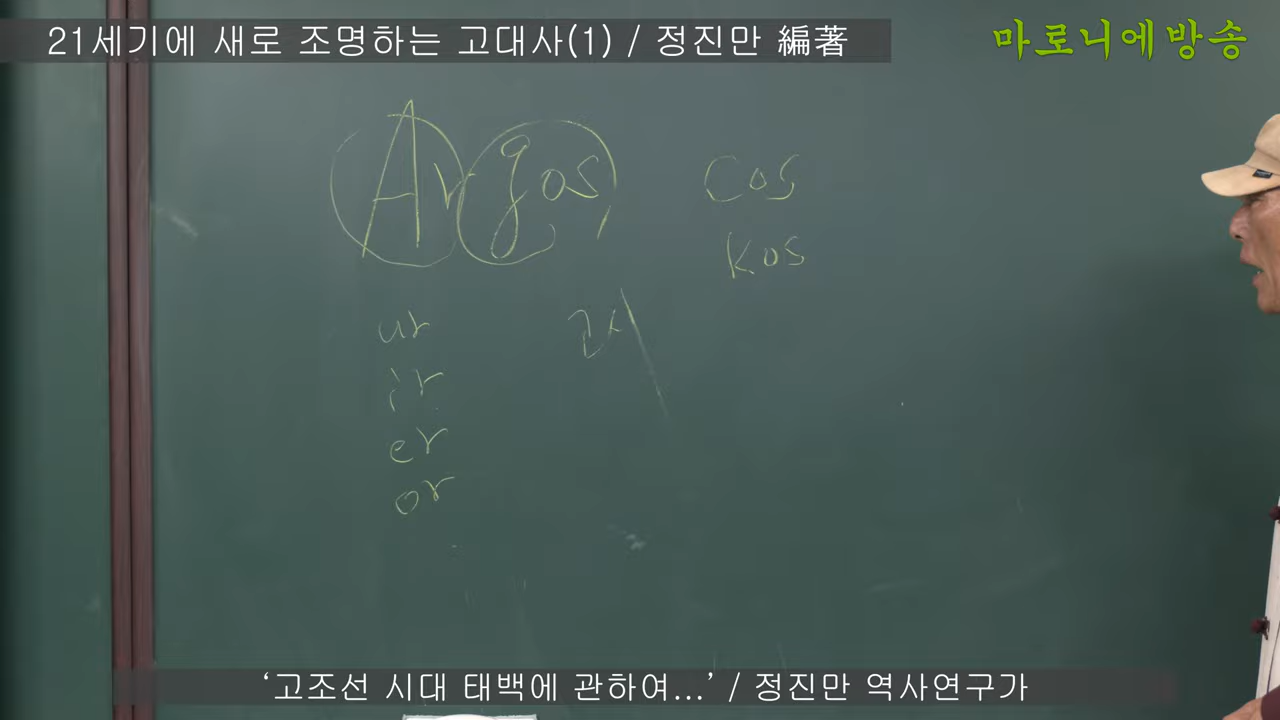 21세기에 새로 조명하는 고대사(1) / 정진만 編著
마로니에방송
Argos, cos
kos
ur
ir
er
or
‘고조선 시대 태백에 관하여...’ / 정진만 역사연구가